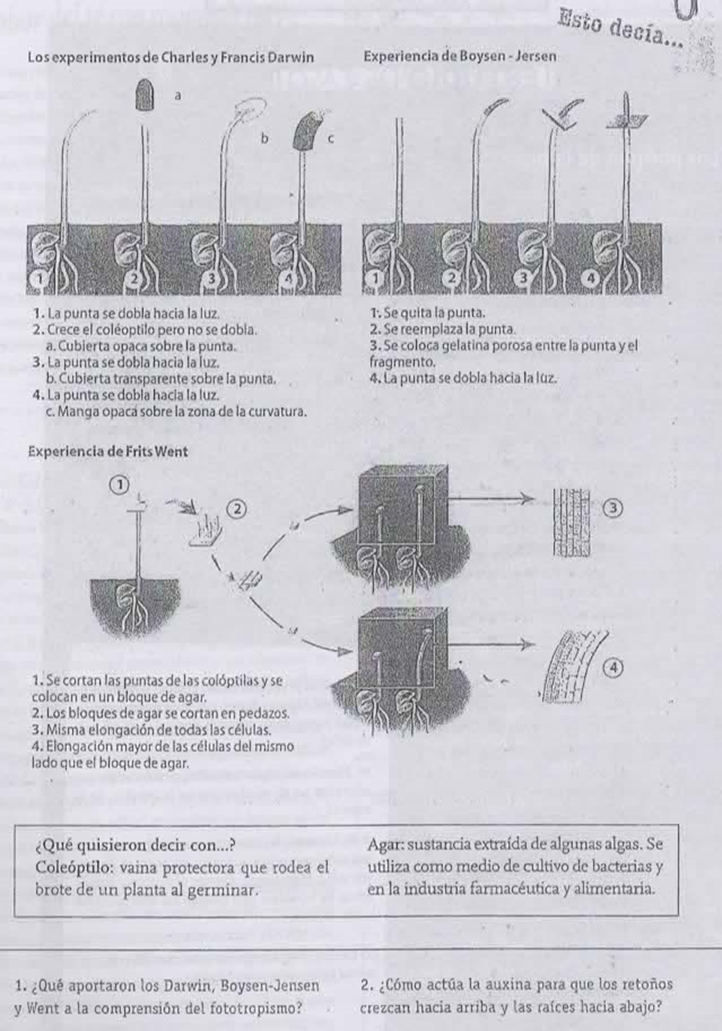 Esto decía...
Los experimentos de Charles y Francis Darwin
a
b
c
1
2
3
4
1. La punta se dobla hacia la luz.
2. Crece el coléoptilo pero no se dobla.
a. Cubierta opaca sobre la punta.
3. La punta se dobla hacia la luz.
b. Cubierta transparente sobre la punta.
4. La punta se dobla hacia la luz.
c. Manga opaca sobre la zona de la curvatura.
Experiencia de Boysen - Jersen
1
2
3
4
1. Se quita la punta.
2. Se reemplaza la punta.
3. Se coloca gelatina porosa entre la punta y el
fragmento.
4. La punta se dobla hacia la luz.
Experiencia de Frits Went
1
2
3
4
1. Se cortan las puntas de las colóptilas y se
colocan en un bloque de agar.
2. Los bloques de agar se cortan en pedazos.
3. Misma elongación de todas las células.
4. Elongación mayor de las células del mismo
lado que el bloque de agar.
¿Qué quisieron decir con...?
Coleóptilo: vaina protectora que rodea el
brote de un planta al germinar.
Agar: sustancia extraída de algunas algas. Se
utiliza como medio de cultivo de bacterias y
en la industria farmacéutica y alimentaria.
1. ¿Qué aportaron los Darwin, Boysen-Jensen
y Went a la comprensión del fototropismo?
2. ¿Cómo actúa la auxina para que los retoños
crezcan hacia arriba y las raíces hacia abajo?